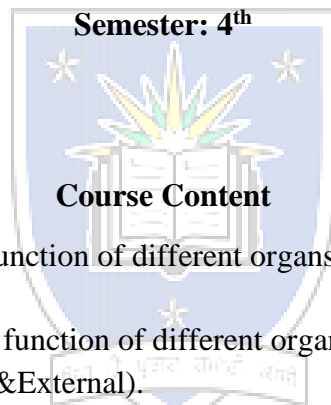 Semester: 4th
Course Content
unction of different organs
function of different organ
&External).